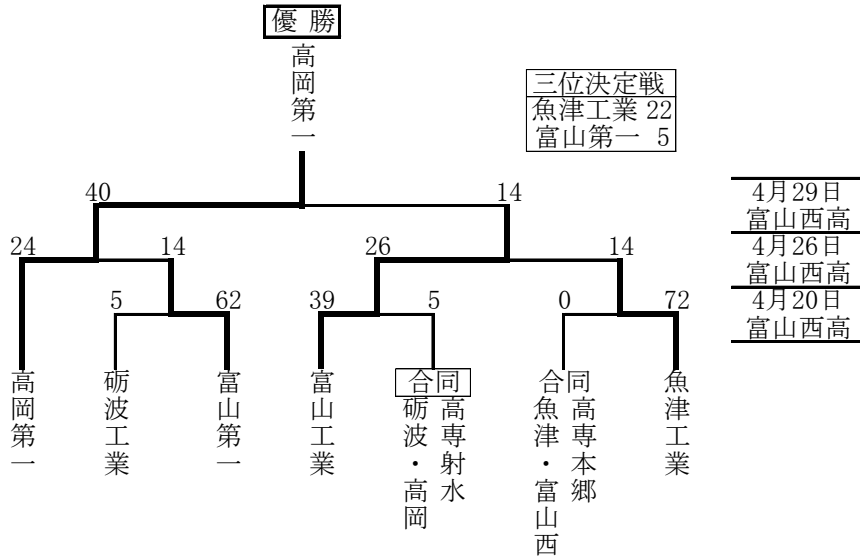 優 勝
高岡第一
三位決定戦
魚津工業 22
富山第一 5
40
14
4月29日
富山西高
24
14
26
14
4月26日
富山西高
5
62
39
5
0
72
4月20日
富山西高
高岡第一
砺波工業
富山第一
富山工業
合同
高専射水
砺波・高岡
同高専本郷
合魚津・富山西
魚津工業